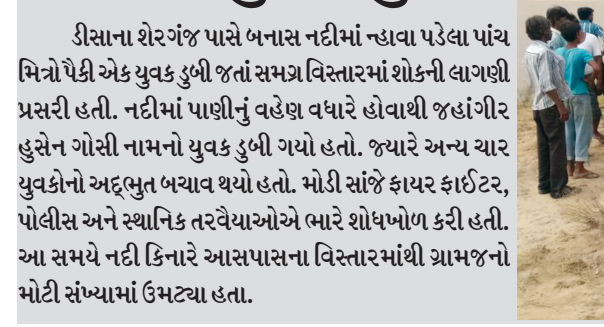 ડીસાના શેરગંજ પાસે બનાસ નદીમાં ન્હાવા પડેલા પાંચ
મિત્રો પૈકી એક યુવક ડુબી જતાં સમગ્ર વિસ્તારમાં શોકની લાગણી
પ્રસરી હતી. નદીમાં પાણીનું વહેણ વધારે હોવાથી જહાંગીર
હુસેન ગોસી નામનો યુવક ડુબી ગયો હતો. જ્યારે અન્ય ચાર
યુવકોનો અદ્ભુત બચાવ થયો હતો. મોડી સાંજે ફાયર ફાઈટર,
પોલીસ અને સ્થાનિક તરવૈયાઓએ ભારે શોધખોળ કરી હતી.
આ સમયે નદી કિનારે આસપાસના વિસ્તારમાંથી ગ્રામજનો
મોટી સંખ્યામાં ઉમટ્યા હતા.